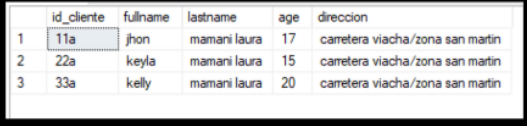 id_cliente fullname lastname age direccion
1 11a jhon mamani laura 17 carretera viacha/zona san martin
2 22a keyla mamani laura 15 carretera viacha/zona san martin
3 33a kelly mamani laura 20 carretera viacha/zona san martin